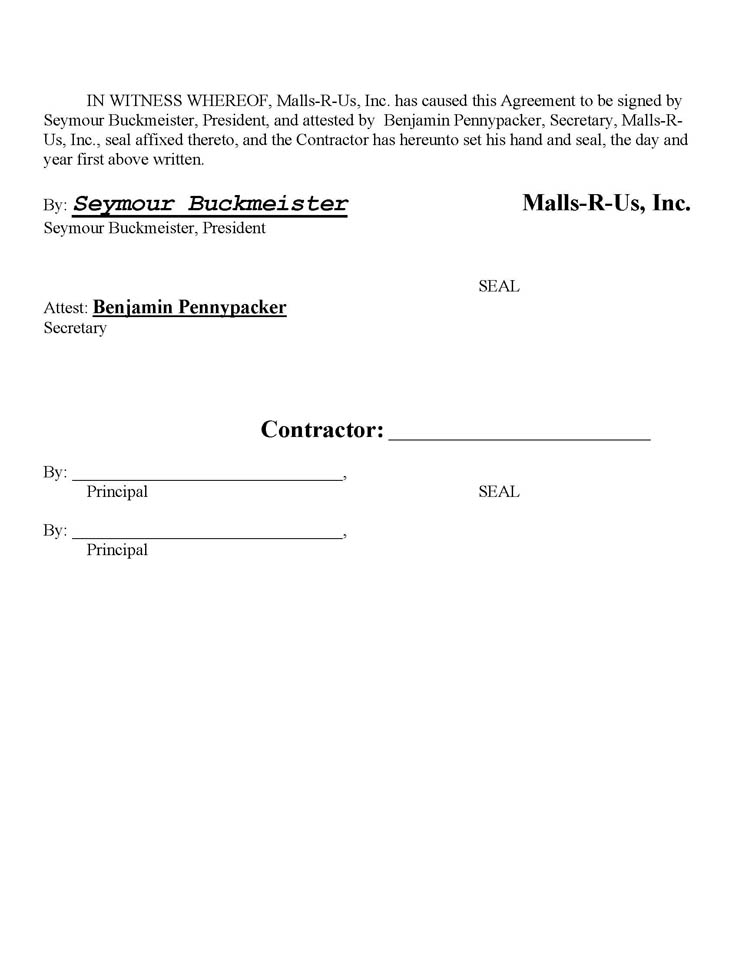 IN WITNESS WHEREOF, Malls-R-Us, Inc. has caused this Agreement to be signed by
Seymour Buckmeister, President, and attested by  Benjamin Pennypacker, Secretary, Malls-R-
Us, Inc., seal affixed thereto, and the Contractor has hereunto set his hand and seal, the day and
year first above written.
By: Seymour Buckmeister Malls-R-Us, Inc.
Seymour Buckmeister, President
SEAL
Attest: Benjamin Pennypacker
Secretary
Contractor: ____________________
By: ______________________________,
Principal SEAL
By: ______________________________,
Principal